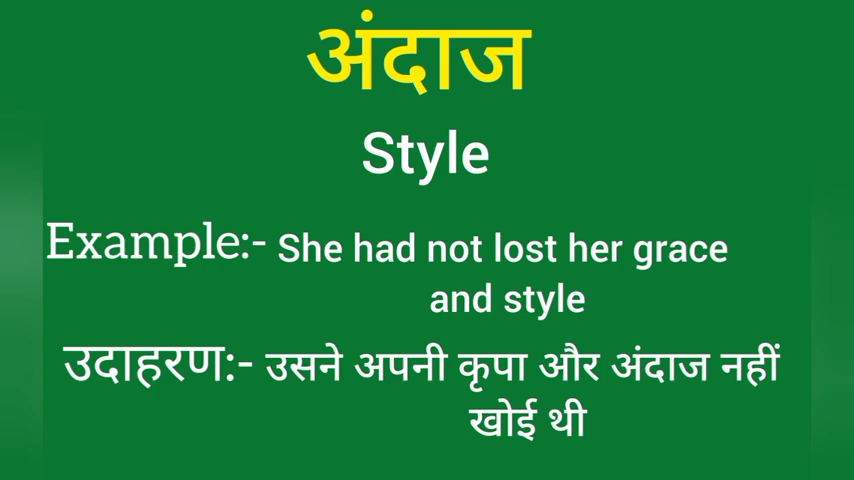 अंदाज
Style
Example:- She had not lost her grace
and style
उदाहरण:- उसने अपनी कृपा और अंदाज नहीं
खोई थी